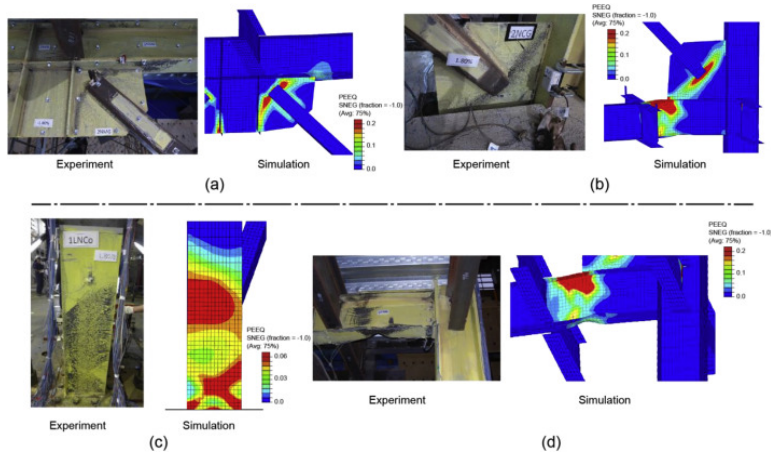 PEEQ
SNEG (fraction = -1.0)
(Avg: 75%)
0.2
0.1
0.0
Experiment
Simulation
(a)
PEEQ
SNEG (fraction = -1.0)
(Avg: 75%)
0.2
0.1
0.0
2NCG
1.80%
Experiment
Simulation
(b)
1LNCo
PEEQ
SNEG (fraction = -1.0)
(Avg: 75%)
0.06
0.03
0.0
Experiment
Simulation
(c)
PEEQ
SNEG (fraction = -1.0)
(Avg: 75%)
0.2
0.1
0.0
Experiment
Simulation
(d)